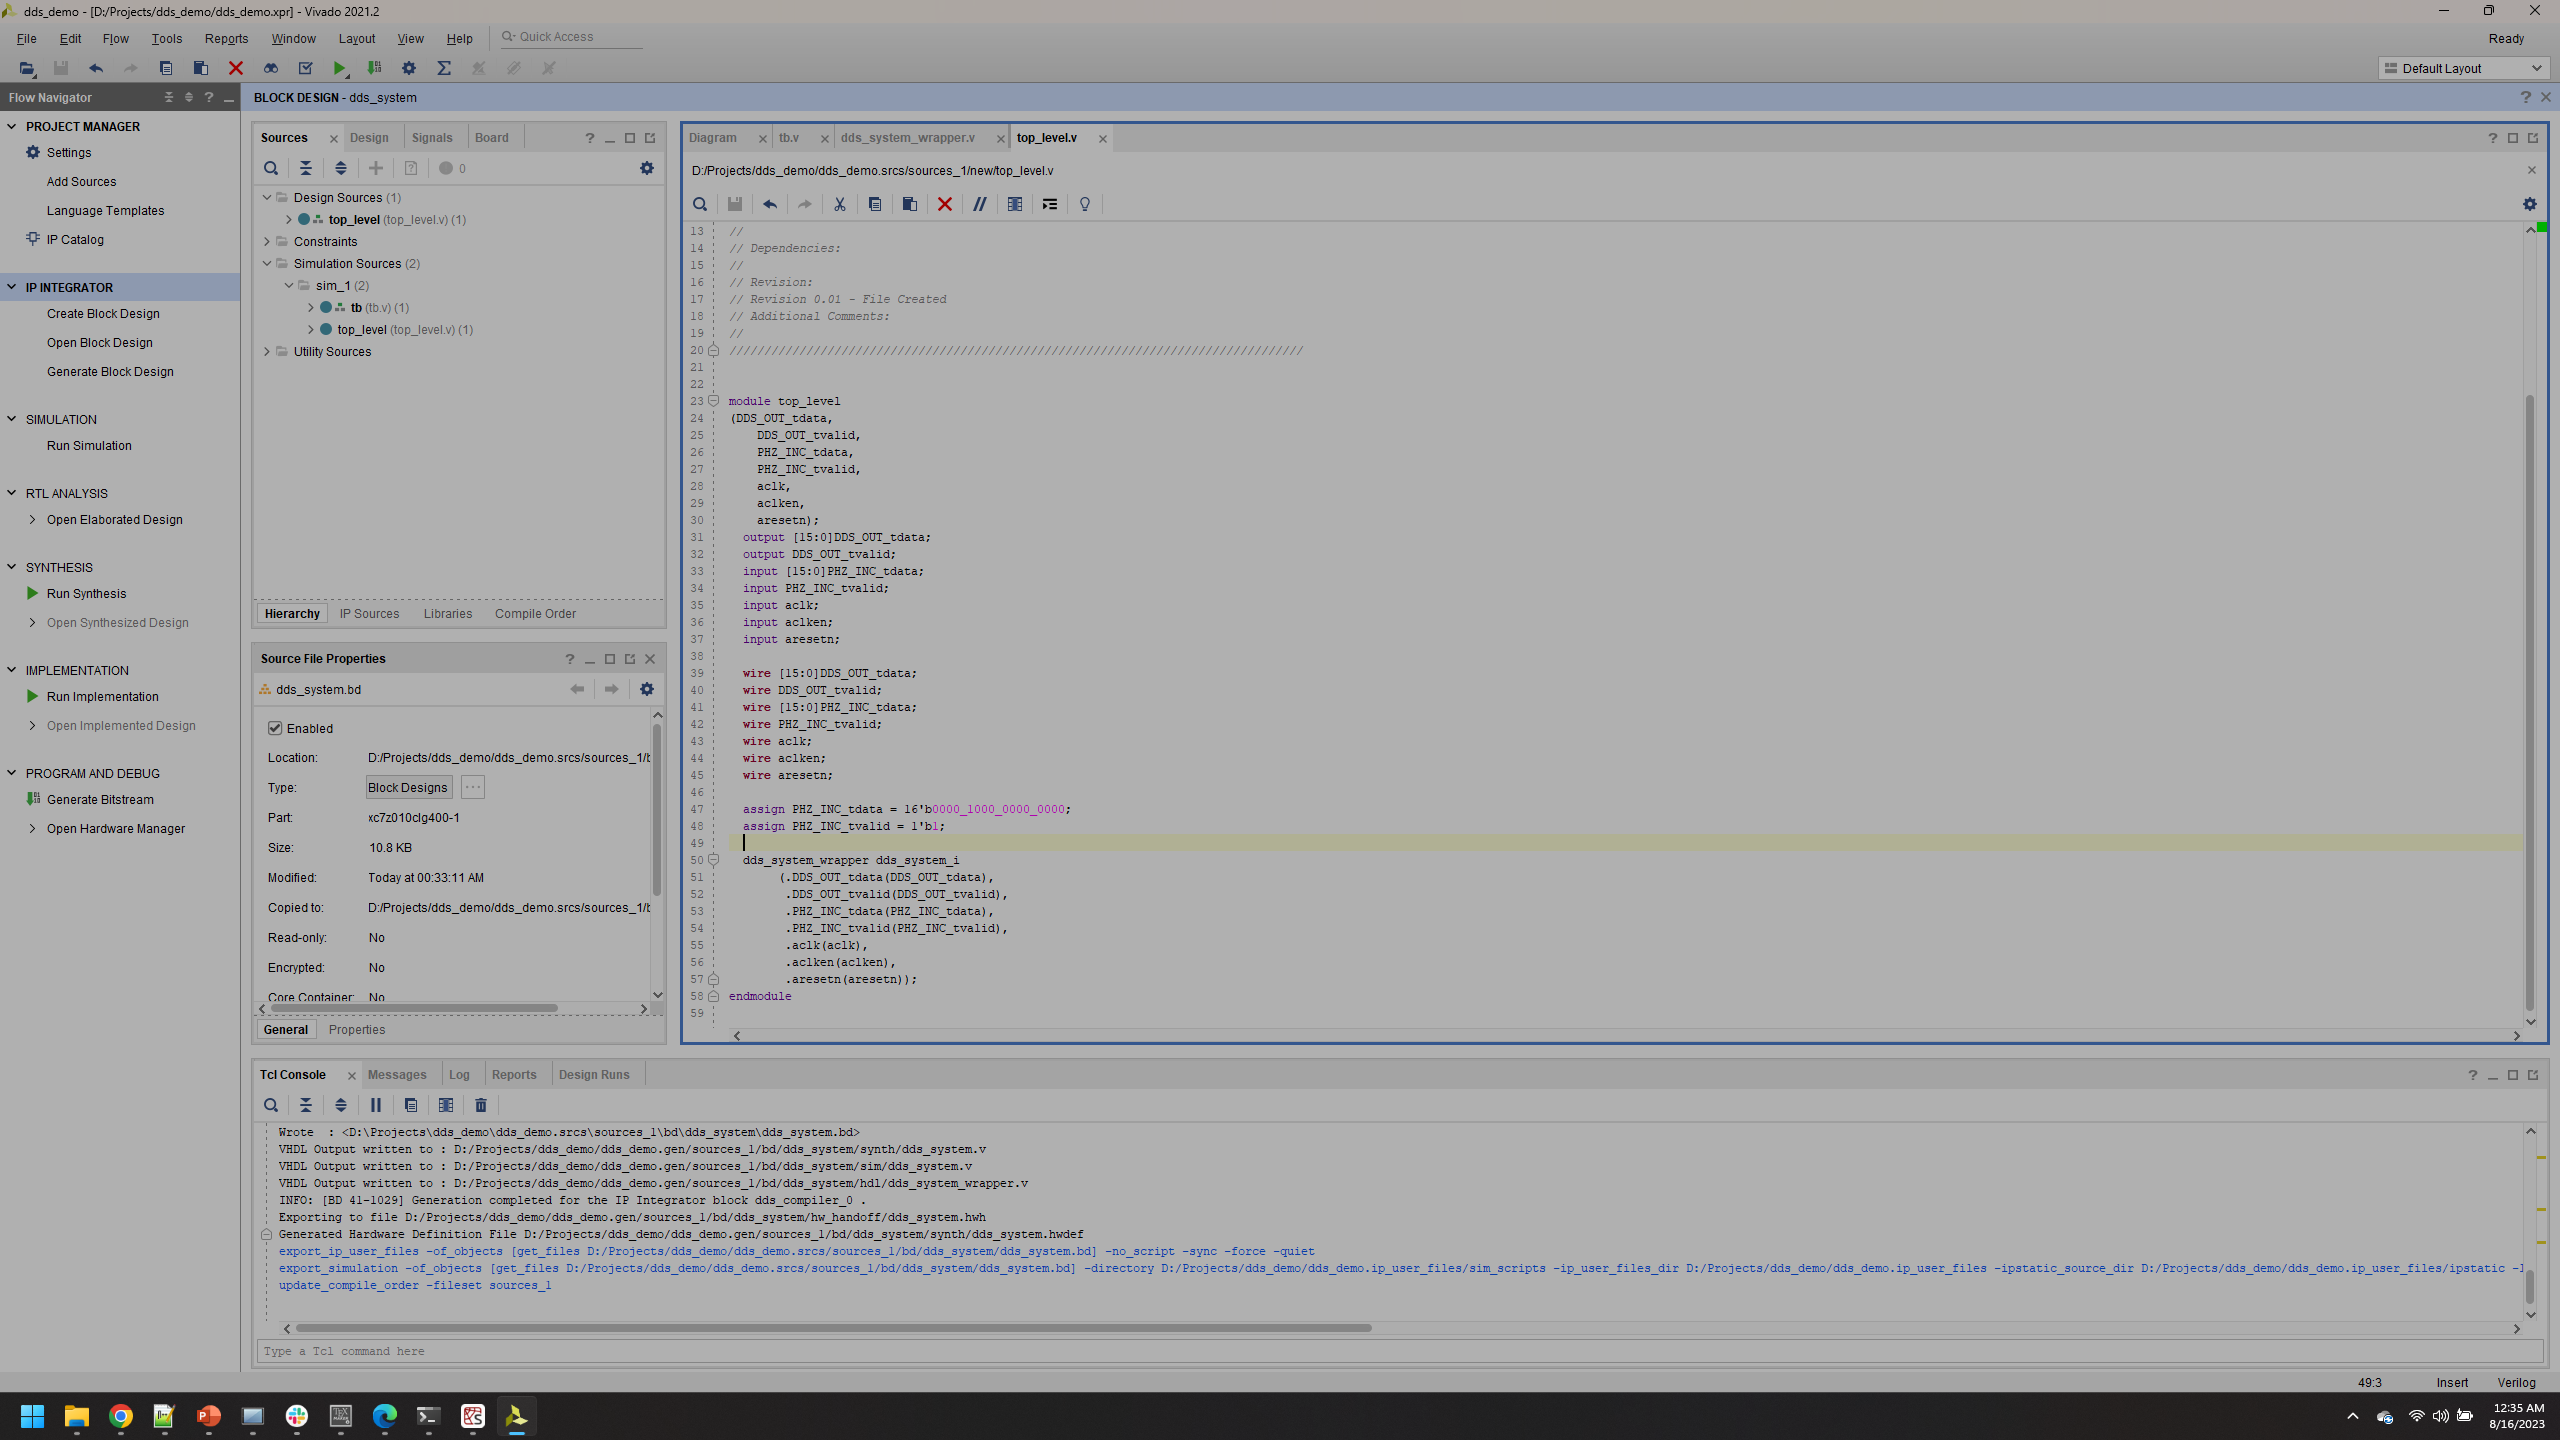 dds_demo - [D:/Projects/dds_demo/dds_demo.xpr] - Vivado 2021.2
File Edit Flow Tools Reports Window Layout View Help Quick Access Ready
Default Layout
Flow Navigator
PROJECT MANAGER
Settings
Add Sources
Language Templates
IP Catalog
IP INTEGRATOR
Create Block Design
Open Block Design
Generate Block Design
SIMULATION
Run Simulation
RTL ANALYSIS
Open Elaborated Design
SYNTHESIS
Run Synthesis
Open Synthesized Design
IMPLEMENTATION
Run Implementation
Open Implemented Design
PROGRAM AND DEBUG
Generate Bitstream
Open Hardware Manager
BLOCK DESIGN - dds_system
Sources Design Signals Board
0
Design Sources (1)
top_level (top_level.v) (1)
Constraints
Simulation Sources (2)
sim_1 (2)
tb (tb.v) (1)
top_level (top_level.v) (1)
Utility Sources
Hierarchy IP Sources Libraries Compile Order
Source File Properties
dds_system.bd
Enabled
Location: D:/Projects/dds_demo/dds_demo.srcs/sources_1/b
Type: Block Designs
Part: xc7z010clg400-1
Size: 10.8 KB
Modified: Today at 00:33:11 AM
Copied to: D:/Projects/dds_demo/dds_demo.srcs/sources_1/b
Read-only: No
Encrypted: No
Core Container: No
General Properties
Diagram tb.v dds_system_wrapper.v top_level.v
D:/Projects/dds_demo/dds_demo.srcs/sources_1/new/top_level.v
13 //
14 // Dependencies:
15 //
16 // Revision:
17 // Revision 0.01 - File Created
18 // Additional Comments:
19 //
20 //////////////////////////////////////////////////////////////////////////////////
21
22
23 module top_level
24 (DDS_OUT_tdata,
25 DDS_OUT_tvalid,
26 PHZ_INC_tdata,
27 PHZ_INC_tvalid,
28 aclk,
29 aclken,
30 aresetn);
31 output [15:0]DDS_OUT_tdata;
32 output DDS_OUT_tvalid;
33 input [15:0]PHZ_INC_tdata;
34 input PHZ_INC_tvalid;
35 input aclk;
36 input aclken;
37 input aresetn;
38
39 wire [15:0]DDS_OUT_tdata;
40 wire DDS_OUT_tvalid;
41 wire [15:0]PHZ_INC_tdata;
42 wire PHZ_INC_tvalid;
43 wire aclk;
44 wire aclken;
45 wire aresetn;
46
47 assign PHZ_INC_tdata = 16'b0000_1000_0000_0000;
48 assign PHZ_INC_tvalid = 1'b1;
49
50 dds_system_wrapper dds_system_i
51 (.DDS_OUT_tdata(DDS_OUT_tdata),
52 .DDS_OUT_tvalid(DDS_OUT_tvalid),
53 .PHZ_INC_tdata(PHZ_INC_tdata),
54 .PHZ_INC_tvalid(PHZ_INC_tvalid),
55 .aclk(aclk),
56 .aclken(aclken),
57 .aresetn(aresetn));
58 endmodule
59
Tcl Console Messages Log Reports Design Runs
Wrote : <D:\Projects\dds_demo\dds_demo.srcs\sources_1\bd\dds_system\dds_system.bd>
VHDL Output written to : D:/Projects/dds_demo/dds_demo.gen/sources_1/bd/dds_system/synth/dds_system.v
VHDL Output written to : D:/Projects/dds_demo/dds_demo.gen/sources_1/bd/dds_system/sim/dds_system.v
VHDL Output written to : D:/Projects/dds_demo/dds_demo.gen/sources_1/bd/dds_system/hdl/dds_system_wrapper.v
INFO: [BD 41-1029] Generation completed for the IP Integrator block dds_compiler_0 .
Exporting to file D:/Projects/dds_demo/dds_demo.gen/sources_1/bd/dds_system/hw_handoff/dds_system.hwh
Generated Hardware Definition File D:/Projects/dds_demo/dds_demo.gen/sources_1/bd/dds_system/synth/dds_system.hwdef
export_ip_user_files -of_objects [get_files D:/Projects/dds_demo/dds_demo.srcs/sources_1/bd/dds_system/dds_system.bd] -no_script -sync -force -quiet
export_simulation -of_objects [get_files D:/Projects/dds_demo/dds_demo.srcs/sources_1/bd/dds_system/dds_system.bd] -directory D:/Projects/dds_demo/dds_demo.ip_user_files/sim_scripts -ip_user_files_dir D:/Projects/dds_demo/dds_demo.ip_user_files -ipstatic_source_dir D:/Projects/dds_demo/dds_demo.ip_user_files/ipstatic -l
update_compile_order -fileset sources_1
Type a Tcl command here
49:3 Insert Verilog
12:35 AM
8/16/2023